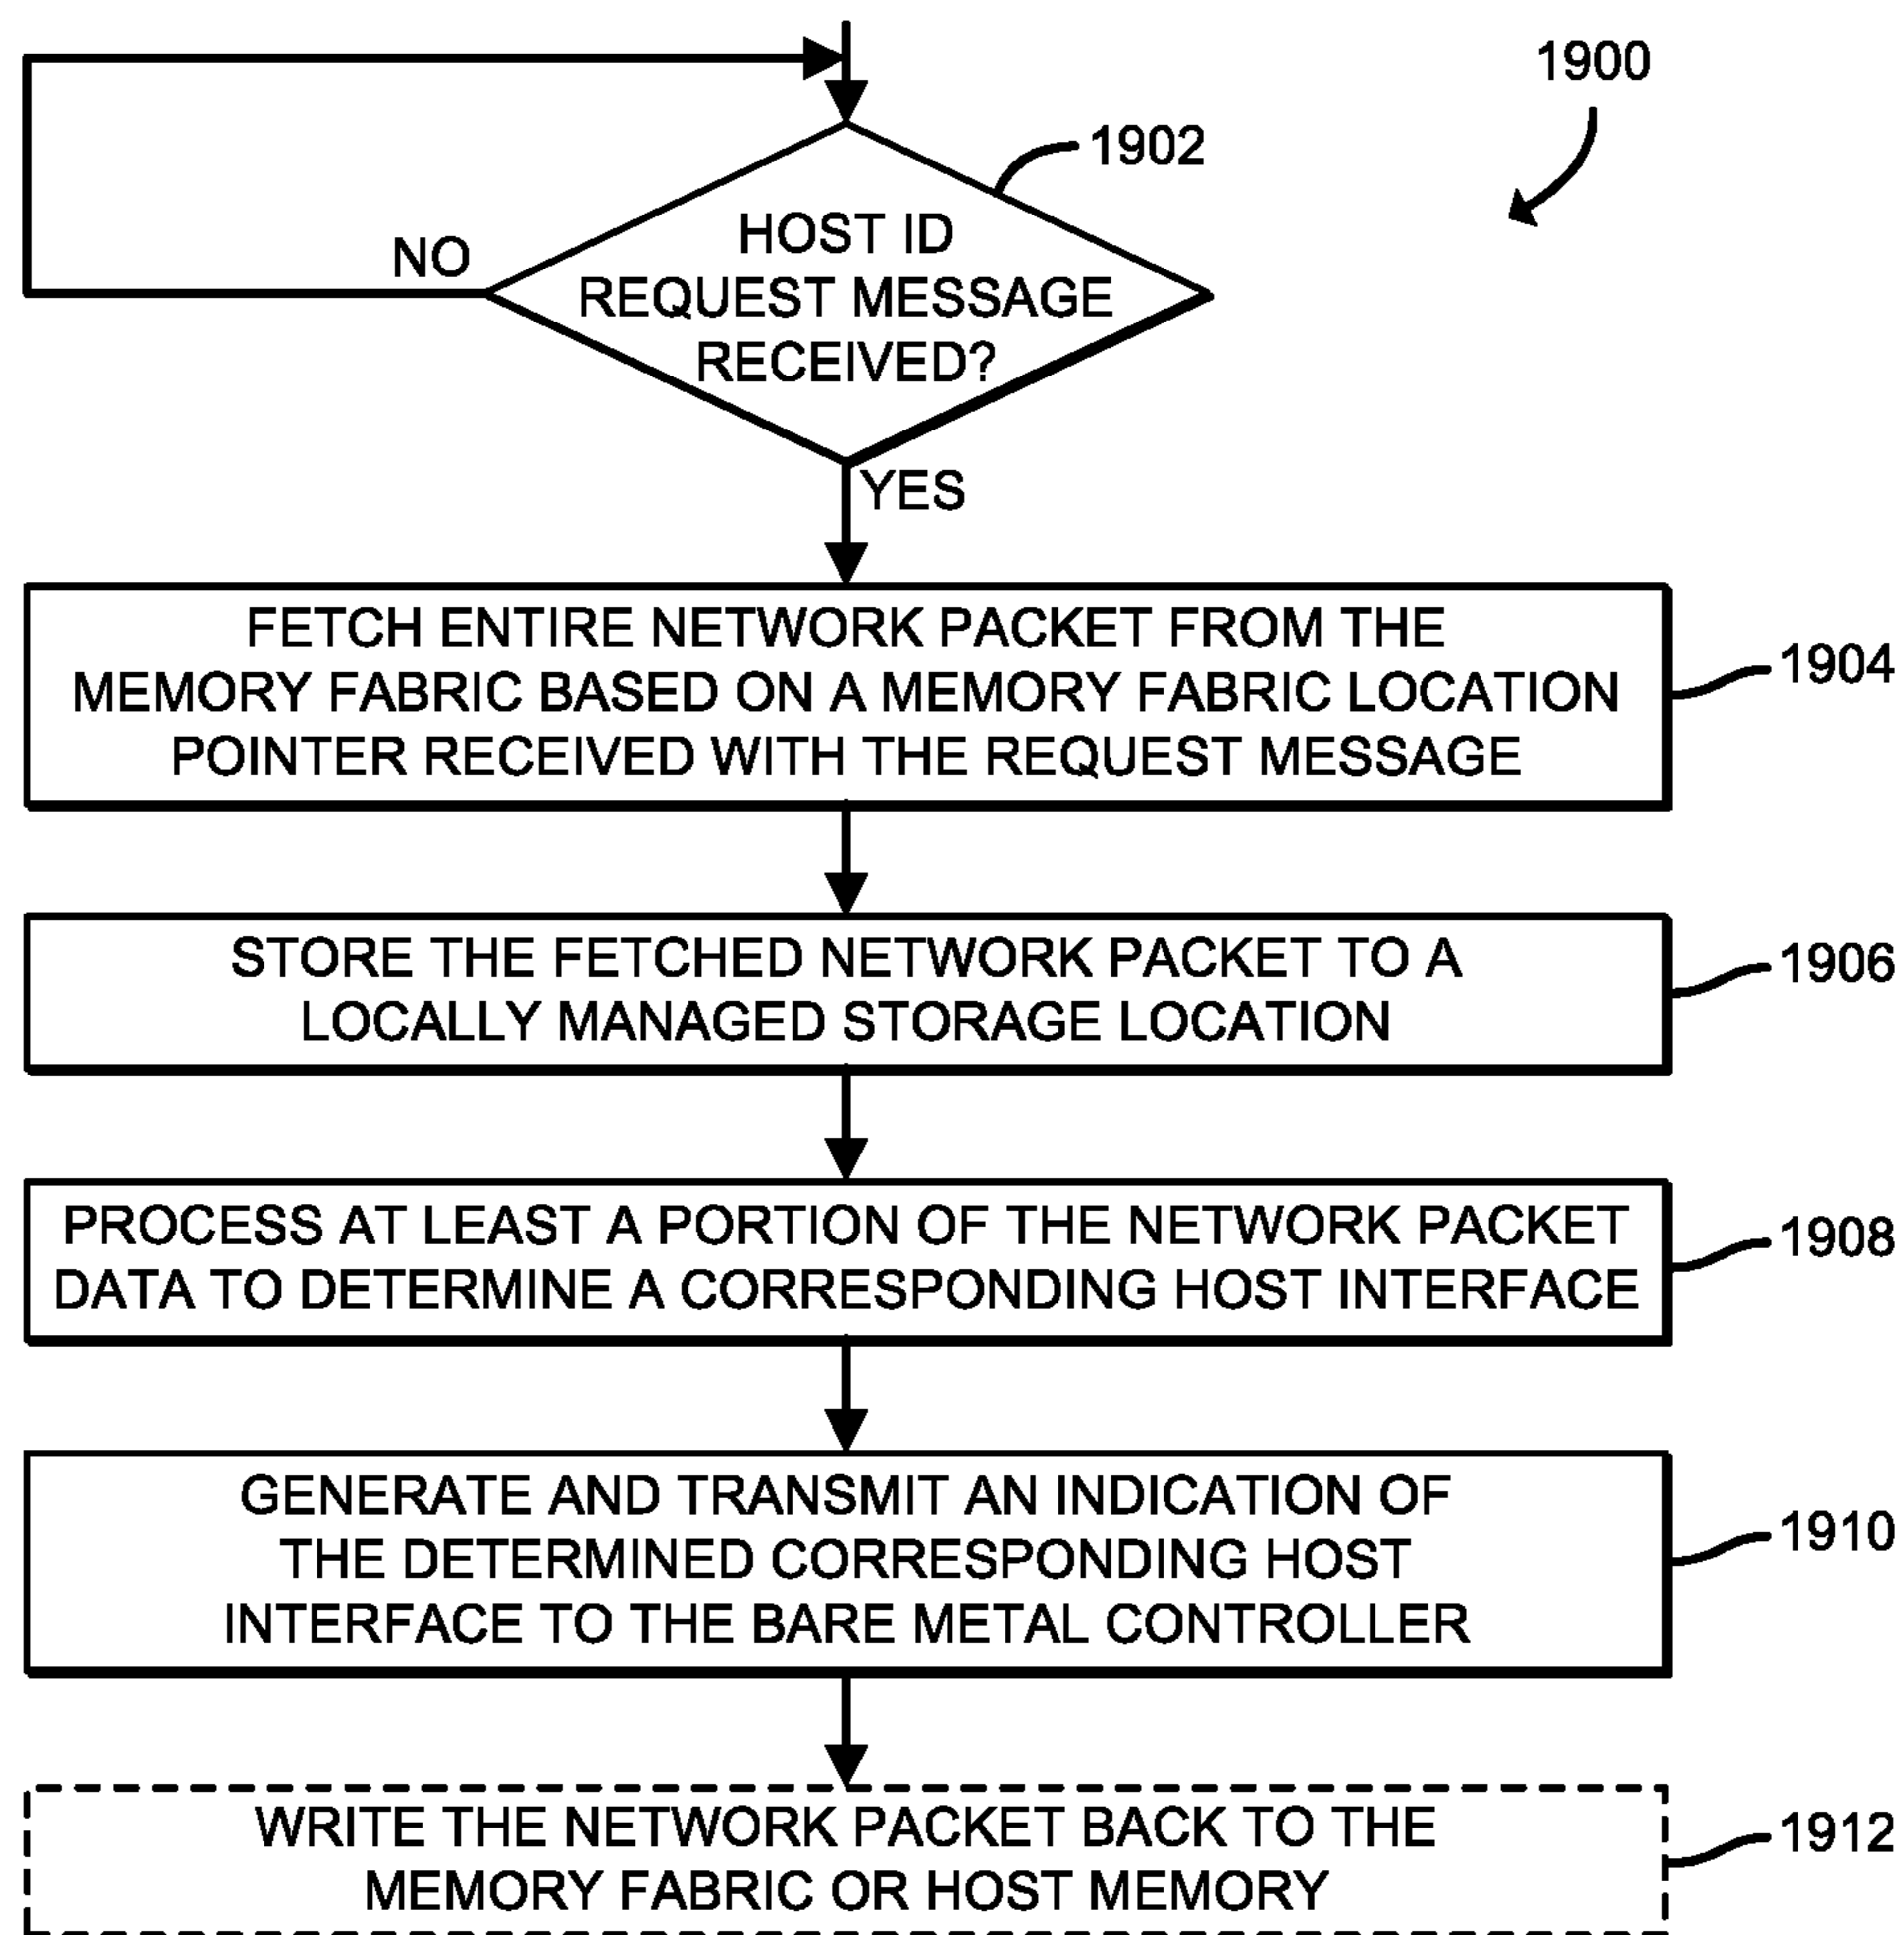 1900
1902
HOST ID
REQUEST MESSAGE
RECEIVED?
NO
YES
FETCH ENTIRE NETWORK PACKET FROM THE
MEMORY FABRIC BASED ON A MEMORY FABRIC LOCATION
POINTER RECEIVED WITH THE REQUEST MESSAGE
1904
STORE THE FETCHED NETWORK PACKET TO A
LOCALLY MANAGED STORAGE LOCATION
1906
PROCESS AT LEAST A PORTION OF THE NETWORK PACKET
DATA TO DETERMINE A CORRESPONDING HOST INTERFACE
1908
GENERATE AND TRANSMIT AN INDICATION OF
THE DETERMINED CORRESPONDING HOST
INTERFACE TO THE BARE METAL CONTROLLER
1910
WRITE THE NETWORK PACKET BACK TO THE
MEMORY FABRIC OR HOST MEMORY
1912